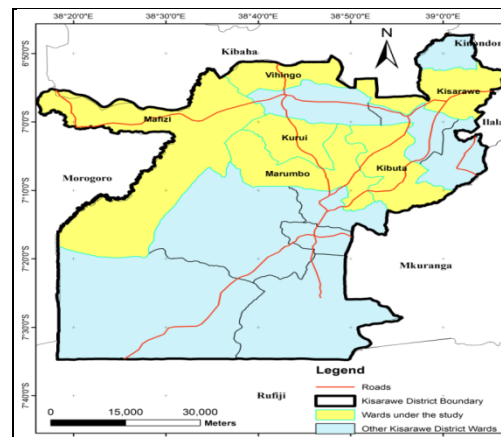 38°20'0"E 38°30'0"E 38°40'0"E 38°50'0"E 39°0'0"E
N
Kibaha
Kinondoni
6°50'0"S
Vihingo
Kisarawe
Mafizi
7°0'0"S
Ilala
Kurui
Morogoro
Marumbo
Kibuta
7°10'0"S
Mkuranga
7°20'0"S
7°30'0"S
Legend
Roads
Kisarawe District Boundary
Wards under the study
Other Kisarawe District Wards
Rufiji
7°40'0"S
0 15,000 30,000
Meters